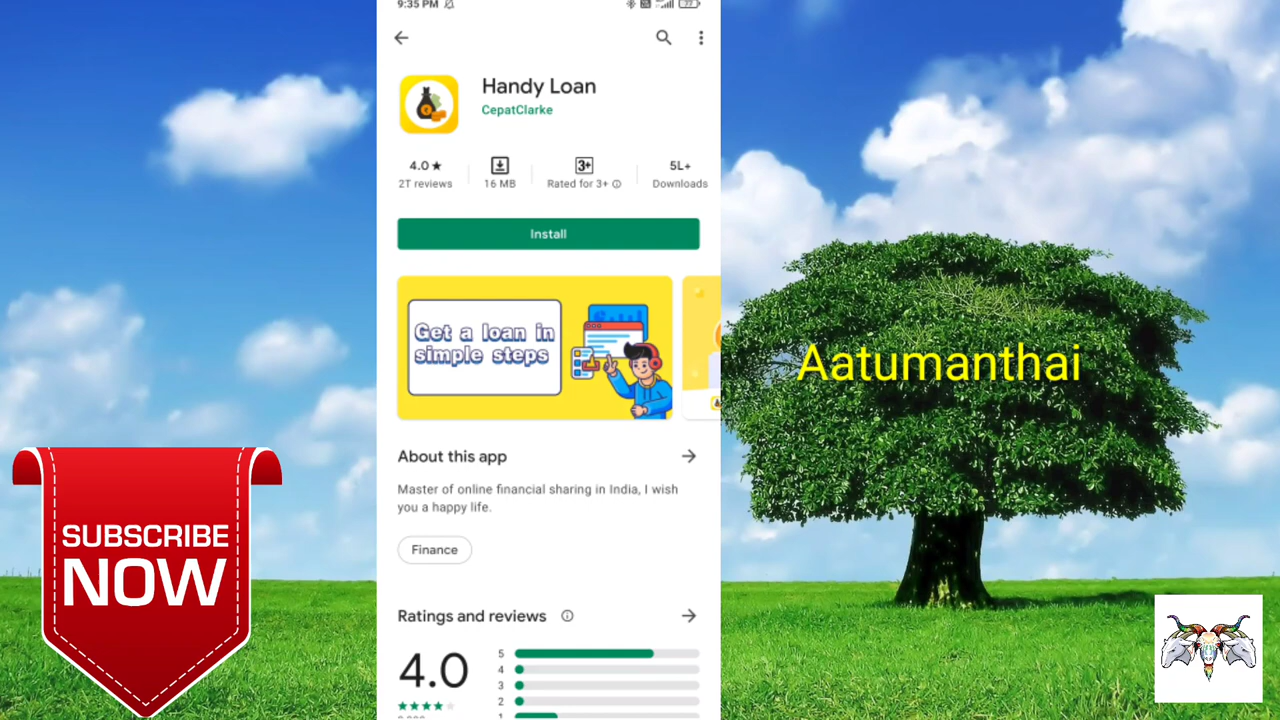 9:35 PM
Handy Loan
CepatClarke
4.0★
2T reviews
16 MB
3+
Rated for 3+
5L+
Downloads
Install
Get a loan in
simple steps
About this app
Master of online financial sharing in India, I wish
you a happy life.
Finance
Ratings and reviews
4.0
5
4
3
2
1
Aatumanthai
SUBSCRIBE
NOW